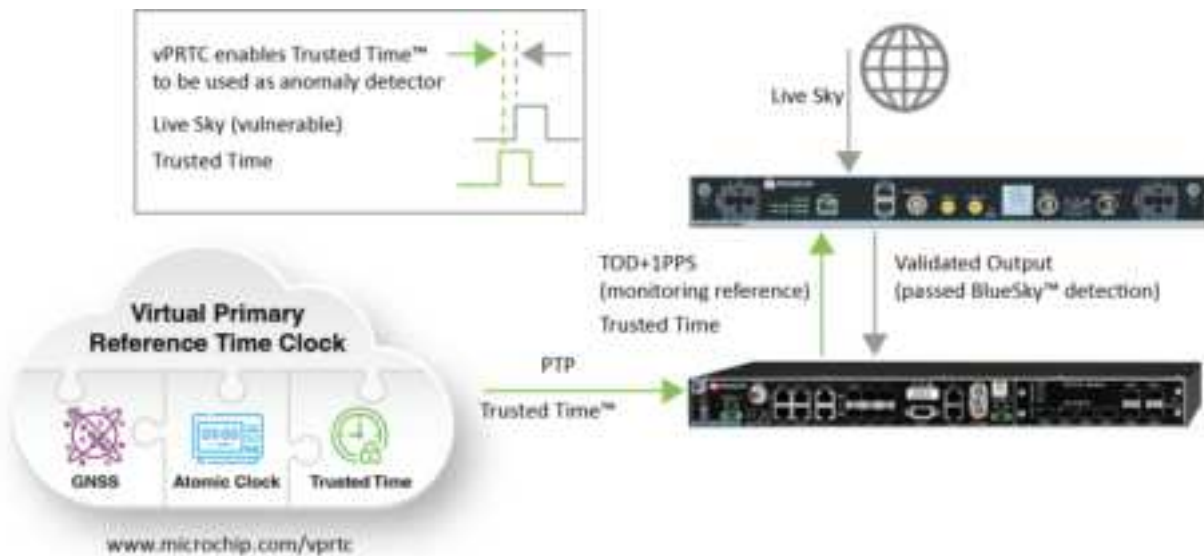 vPRTC enables Trusted Time™
to be used as anomaly detector
Live Sky (vulnerable)
Trusted Time
Live Sky
TOD+1PPS
(monitoring reference)
Trusted Time
Validated Output
(passed BlueSky™ detection)
Virtual Primary
Reference Time Clock
GNSS
Atomic Clock
Trusted Time
PTP
Trusted Time™
www.microchip.com/vprtc